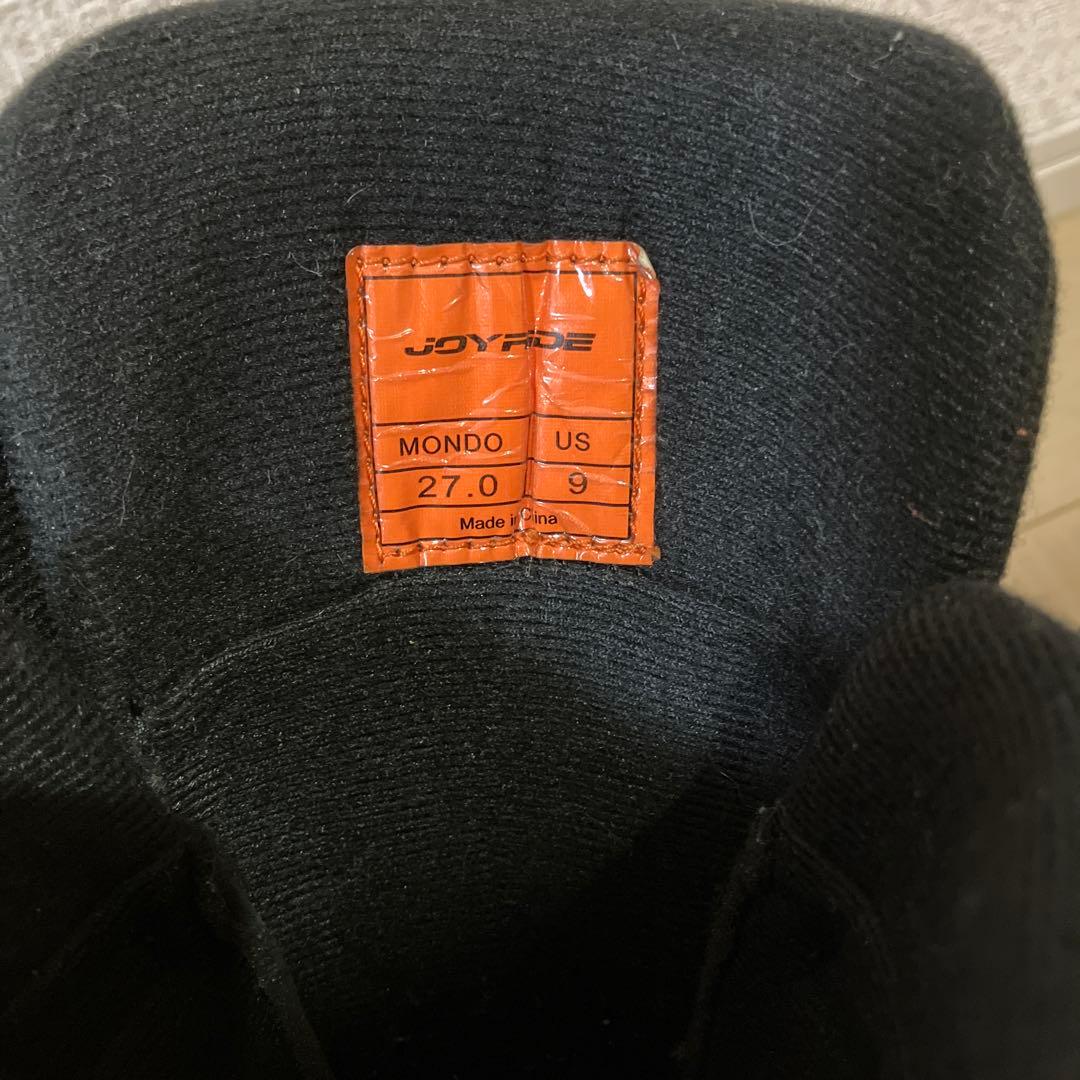 JOYRIDE
MONDO US
27.0 9
Made in China